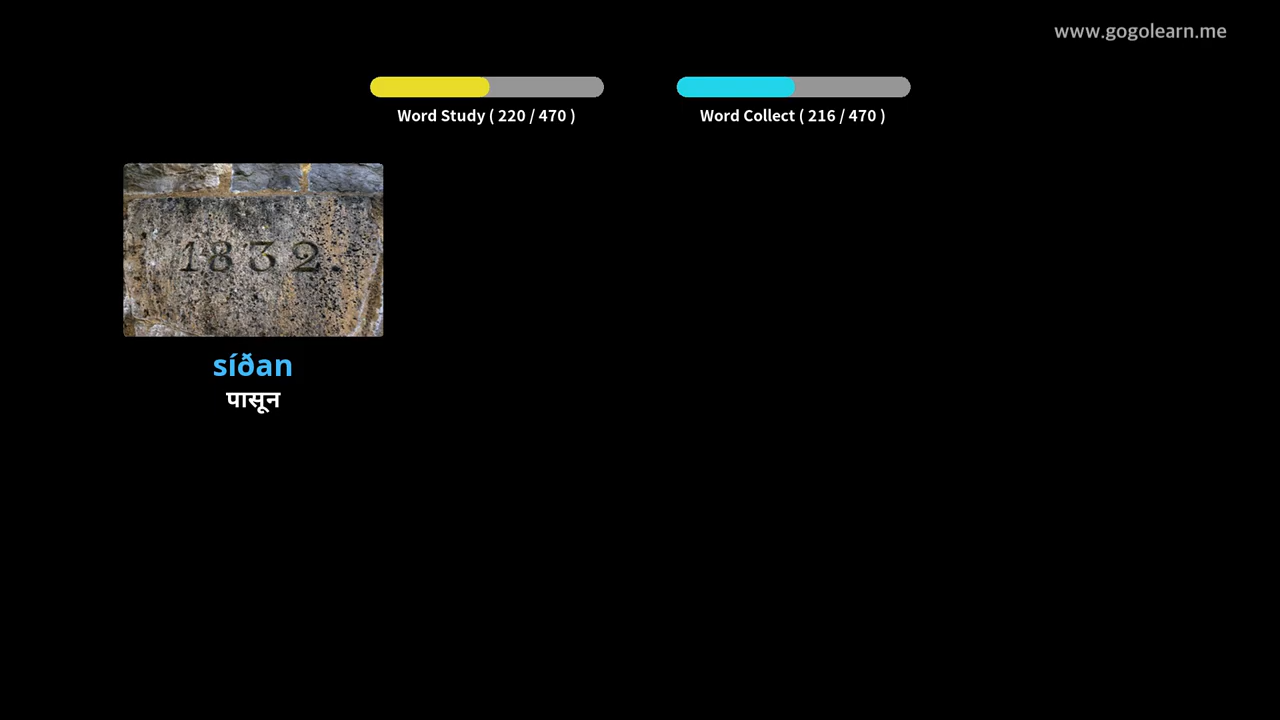 www.gogolearn.me
Word Study ( 220 / 470 )
Word Collect ( 216 / 470 )
1832.
síðan
पासून